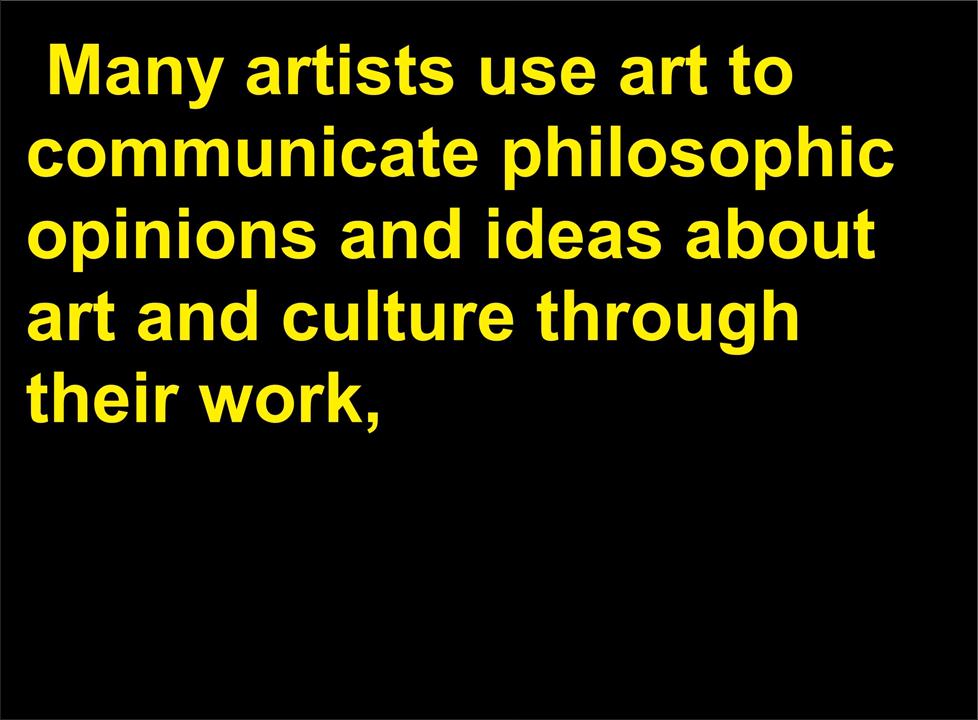 Many artists use art to
communicate philosophic
opinions and ideas about
art and culture through
their work,